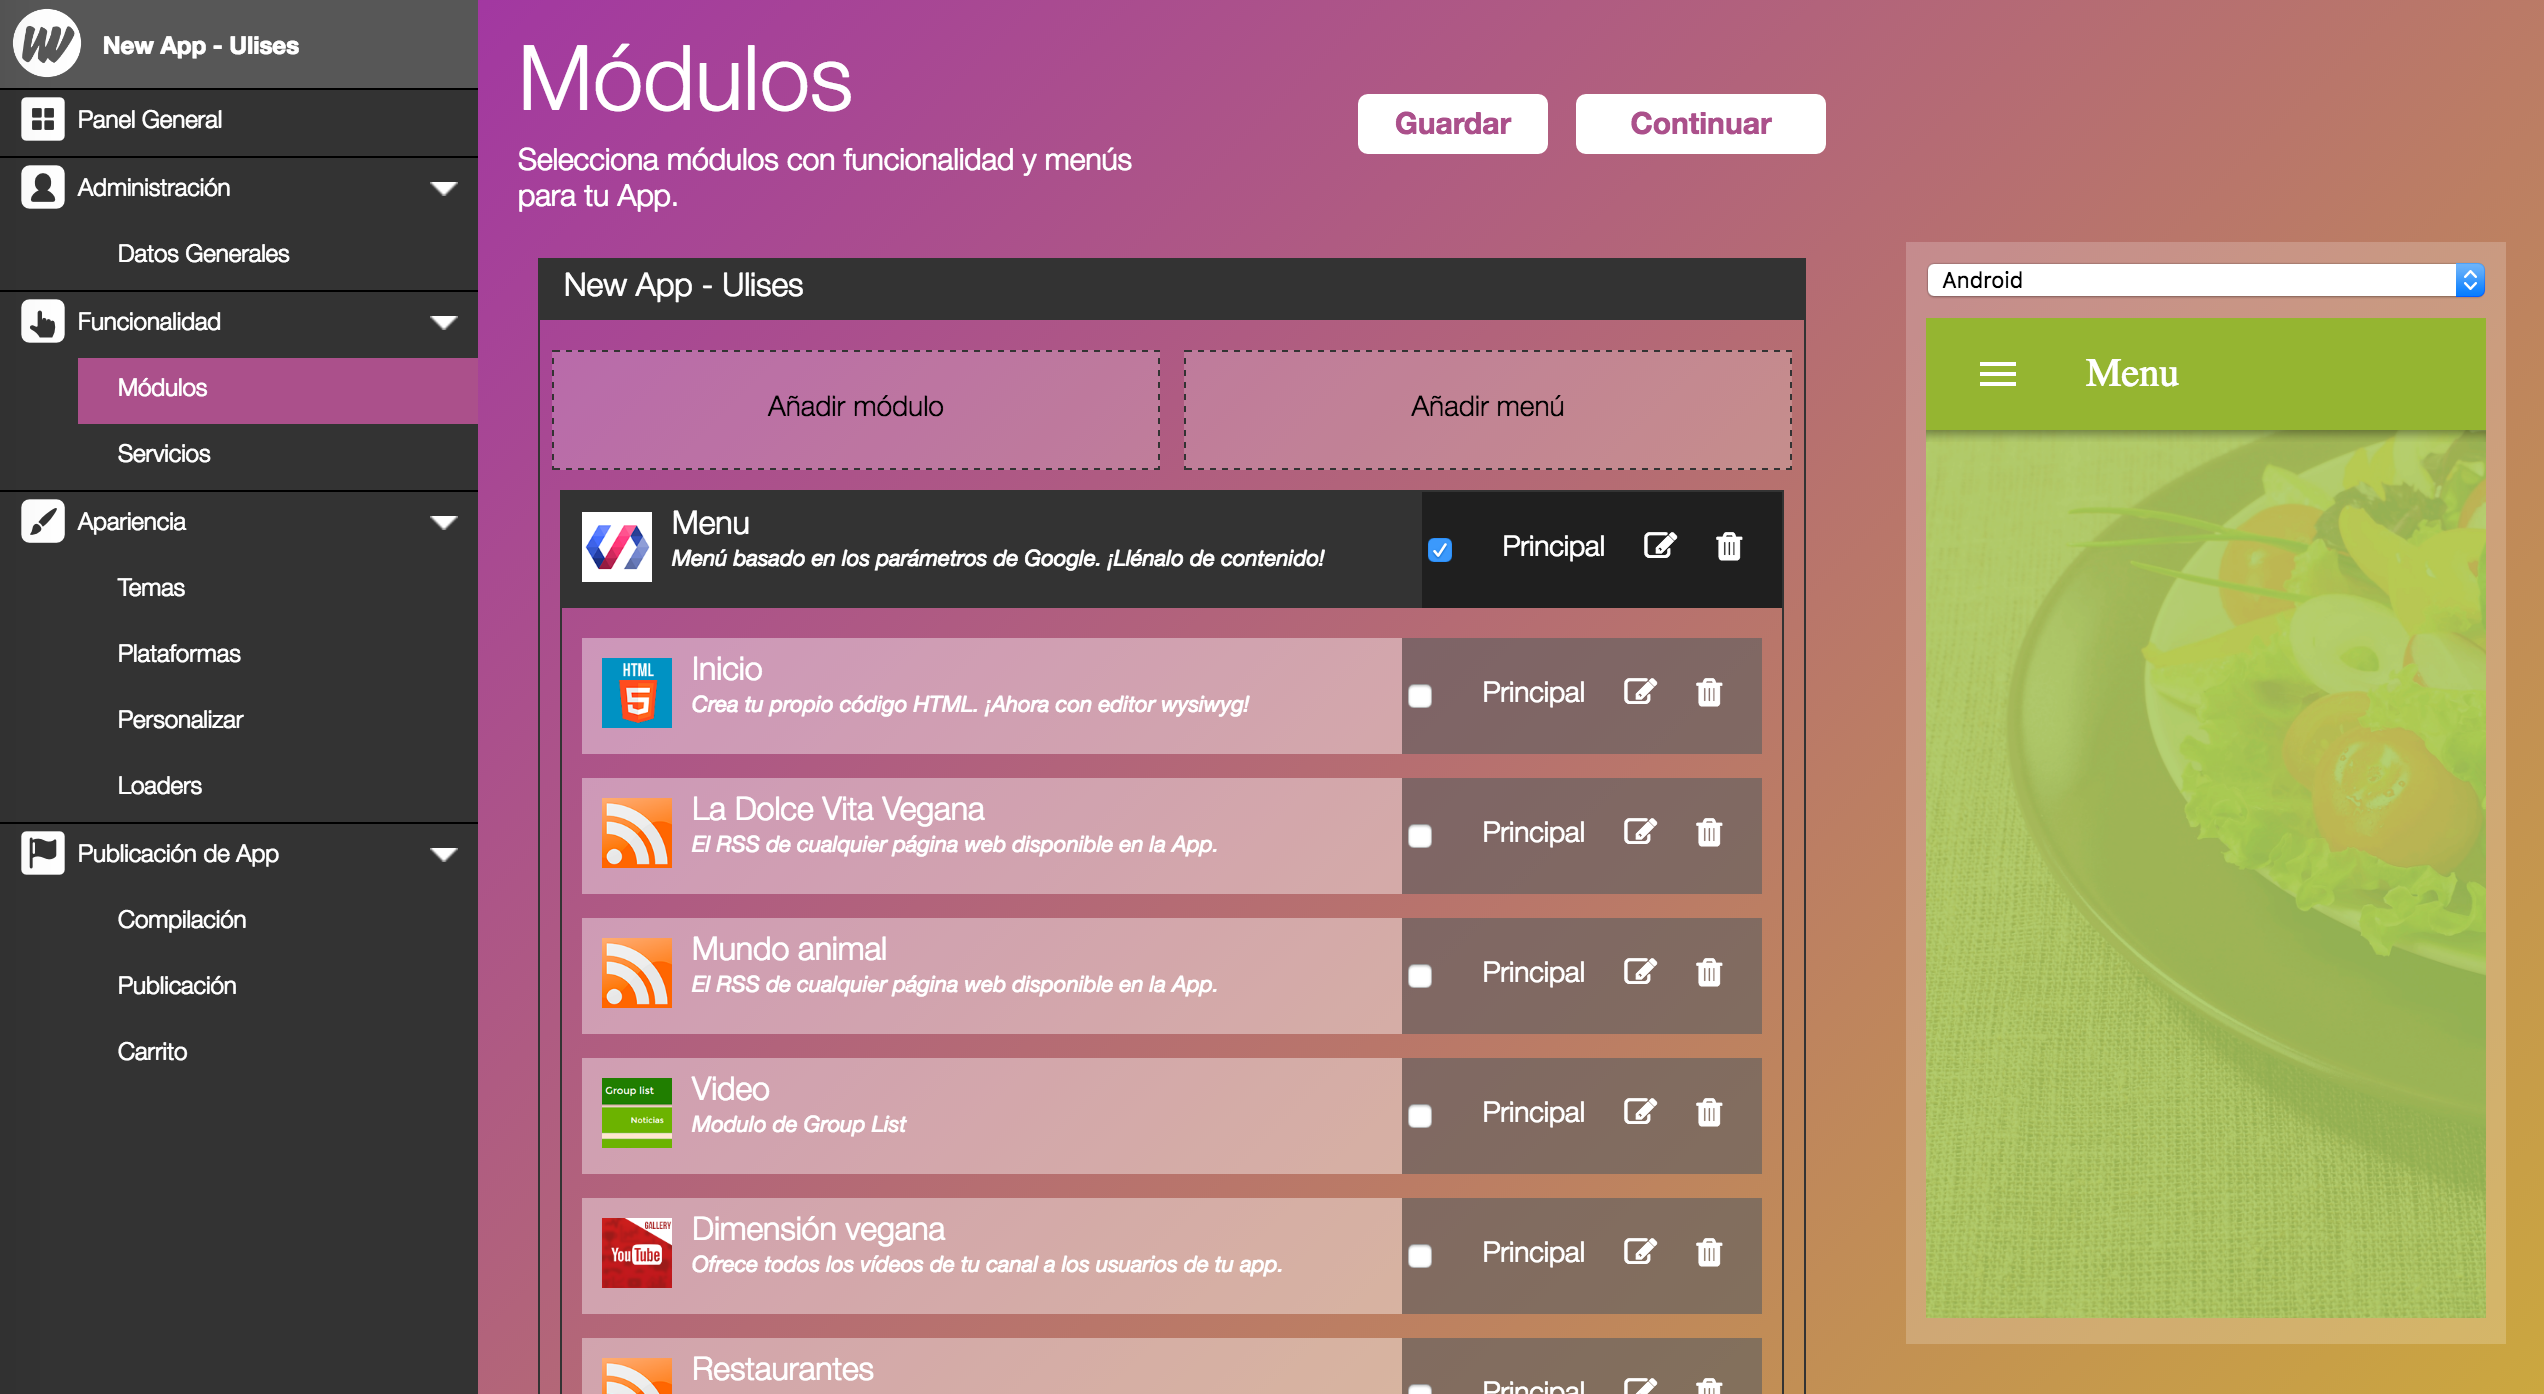 New App - Ulises
Panel General
Administración
Datos Generales
Funcionalidad
Módulos
Servicios
Apariencia
Temas
Plataformas
Personalizar
Loaders
Publicación de App
Compilación
Publicación
Carrito
Módulos
Selecciona módulos con funcionalidad y menús
para tu App.
Guardar
Continuar
New App - Ulises
Añadir módulo
Añadir menú
Menu
Menú basado en los parámetros de Google. ¡Llénalo de contenido!
Principal
HTML
5
Inicio
Crea tu propio código HTML. ¡Ahora con editor wysiwyg!
Principal
La Dolce Vita Vegana
El RSS de cualquier página web disponible en la App.
Principal
Mundo animal
El RSS de cualquier página web disponible en la App.
Principal
Group list
Noticias
Video
Modulo de Group List
Principal
GALLERY
YouTube
Dimensión vegana
Ofrece todos los vídeos de tu canal a los usuarios de tu app.
Principal
Restaurantes
Principal
Android
Menu